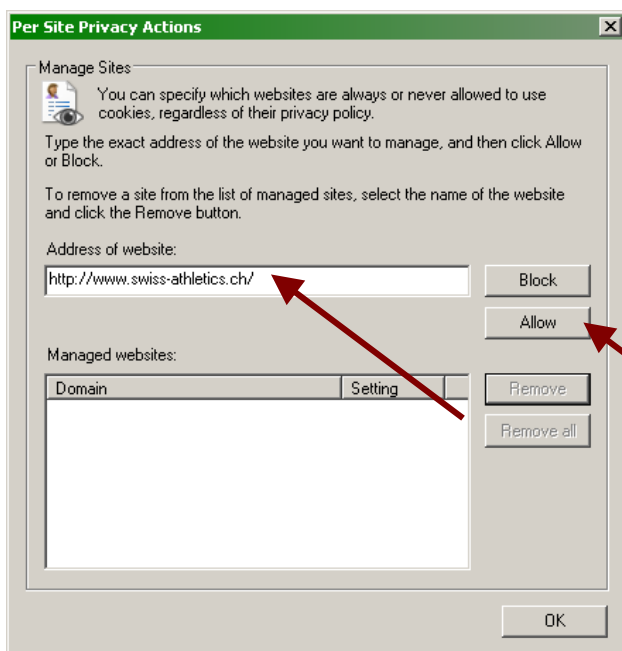 Per Site Privacy Actions
Manage Sites
You can specify which websites are always or never allowed to use
cookies, regardless of their privacy policy.
Type the exact address of the website you want to manage, and then click Allow
or Block.
To remove a site from the list of managed sites, select the name of the website
and click the Remove button.
Address of website:
http://www.swiss-athletics.ch/
Block
Allow
Managed websites:
Domain Setting
Remove
Remove all
OK